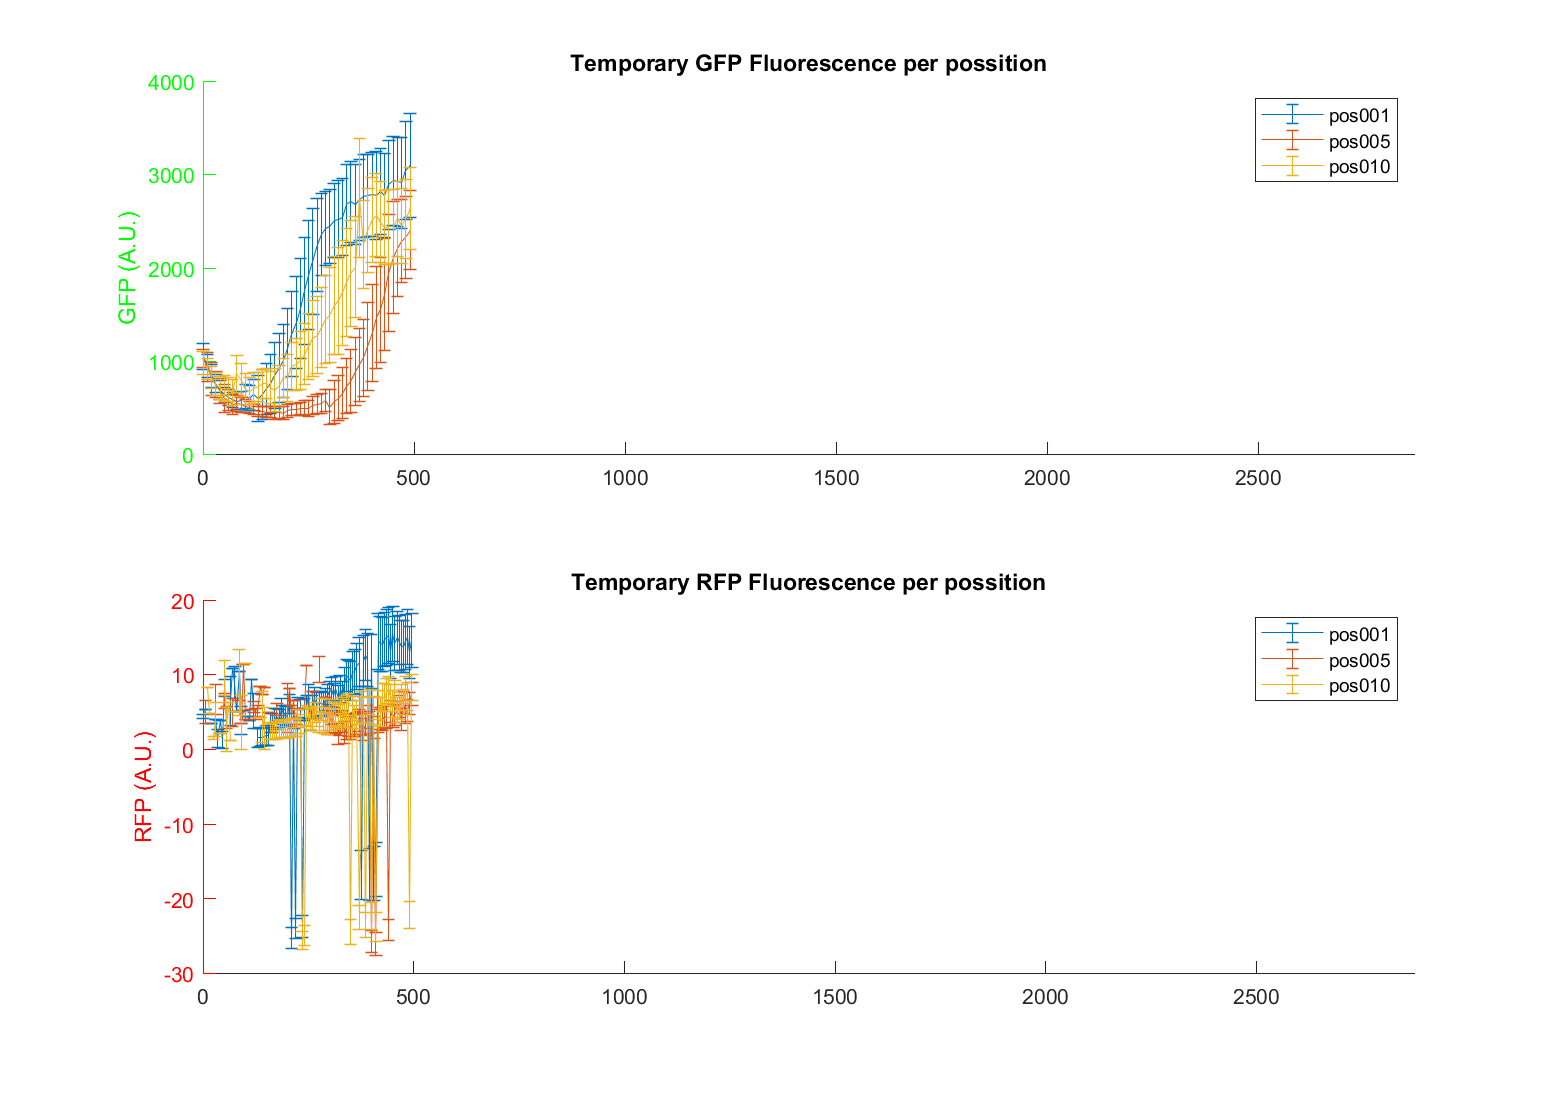 Temporary GFP Fluorescence per possition
4000
3000
2000
1000
0
GFP (A.U.)
0 500 1000 1500 2000 2500
pos001
pos005
pos010
Temporary RFP Fluorescence per possition
20
10
0
-10
-20
-30
RFP (A.U.)
0 500 1000 1500 2000 2500
pos001
pos005
pos010